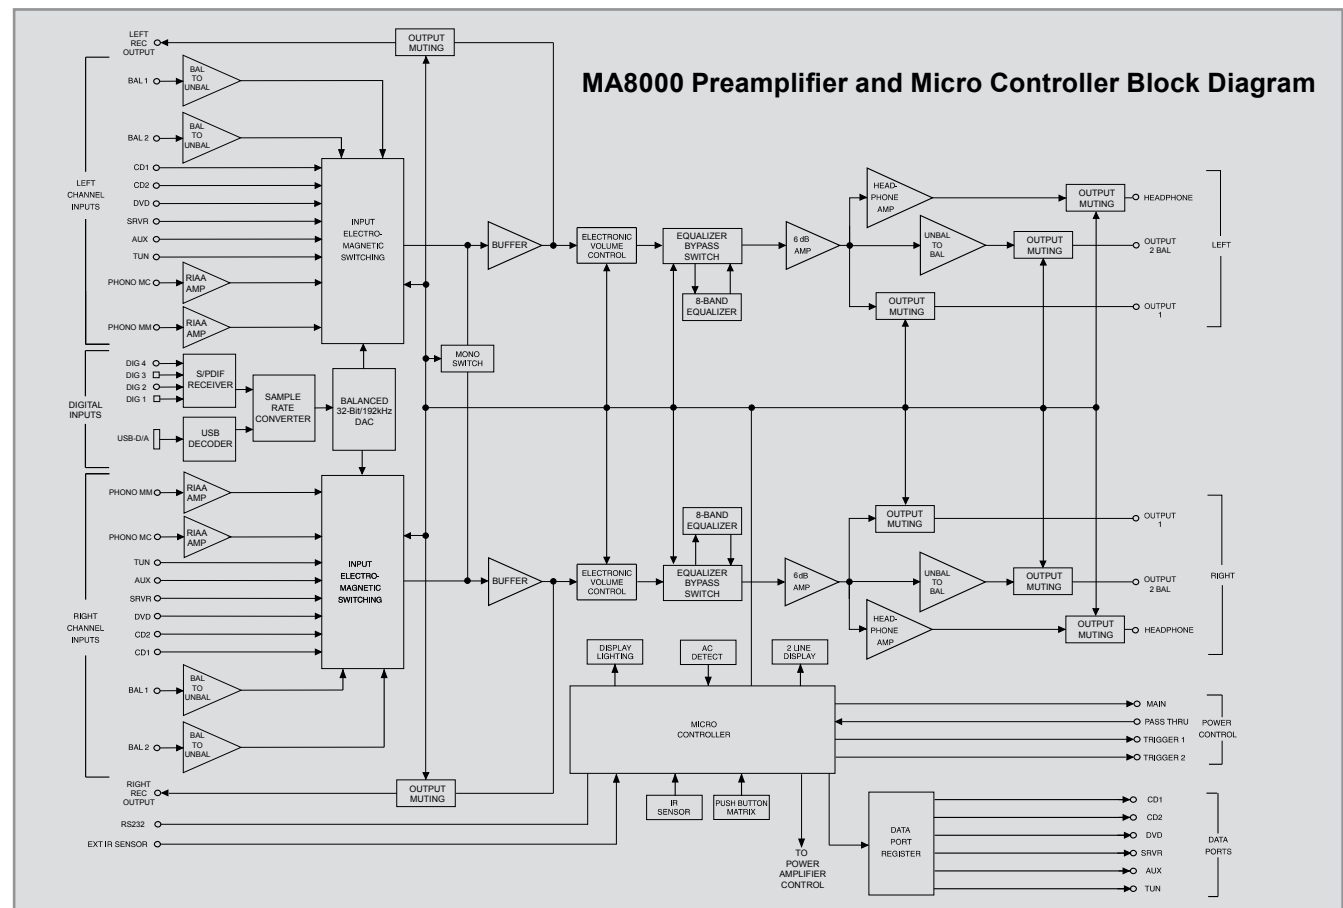 MA8000 Preamplifier and Micro Controller Block Diagram
LEFT
REC
OUTPUT
OUTPUT
MUTING
BAL 1
BAL
TO
UNBAL
BAL 2
BAL
TO
UNBAL
CD1
CD2
DVD
SRVR
AUX
TUN
PHONO MC
RIAA
AMP
PHONO MM
RIAA
AMP
LEFT
CHANNEL
INPUTS
INPUT
ELECTRO-
MAGNETIC
SWITCHING
BUFFER
ELECTRONIC
VOLUME
CONTROL
EQUALIZER
BYPASS
SWITCH
8-BAND
EQUALIZER
6 dB
AMP
HEAD-
PHONE
AMP
OUTPUT
MUTING
HEADPHONE
UNBAL
TO
BAL
OUTPUT
MUTING
OUTPUT
2 BAL
OUTPUT
MUTING
OUTPUT
1
LEFT
MONO
SWITCH
DIGITAL
INPUTS
DIG 4
DIG 3
DIG 2
DIG 1
S/PDIF
RECEIVER
USB-D/A
USB
DECODER
SAMPLE
RATE
CONVERTER
BALANCED
32-Bit/192kHz
DAC
PHONO MM
RIAA
AMP
PHONO MC
RIAA
AMP
TUN
AUX
SRVR
DVD
CD2
CD1
BAL 1
BAL
TO
UNBAL
BAL 2
BAL
TO
UNBAL
RIGHT
CHANNEL
INPUTS
INPUT
ELECTRO-
MAGNETIC
SWITCHING
BUFFER
ELECTRONIC
VOLUME
CONTROL
8-BAND
EQUALIZER
EQUALIZER
BYPASS
SWITCH
6dB
AMP
OUTPUT
MUTING
OUTPUT
1
UNBAL
TO
BAL
OUTPUT
MUTING
OUTPUT
2 BAL
HEAD-
PHONE
AMP
OUTPUT
MUTING
HEADPHONE
RIGHT
RIGHT
REC
OUTPUT
OUTPUT
MUTING
RS232
EXT IR SENSOR
DISPLAY
LIGHTING
AC
DETECT
2 LINE
DISPLAY
MICRO
CONTROLLER
IR
SENSOR
PUSH BUTTON
MATRIX
TO
POWER
AMPLIFIER
CONTROL
MAIN
PASS THRU
TRIGGER 1
TRIGGER 2
POWER
CONTROL
DATA
PORT
REGISTER
CD1
CD2
DVD
SRVR
AUX
TUN
DATA
PORTS